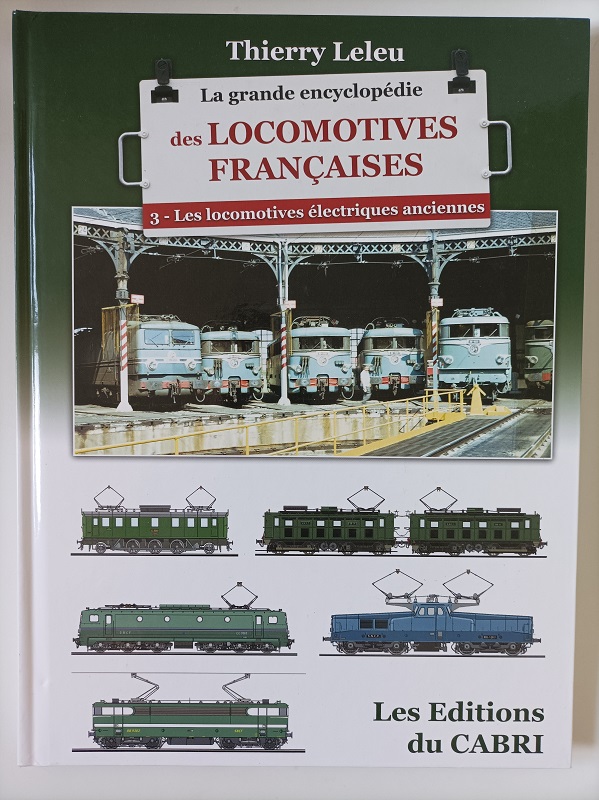 Thierry Leleu
La grande encyclopédie
des LOCOMOTIVES
FRANÇAISES
3 - Les locomotives électriques anciennes
Les Editions
du CABRI